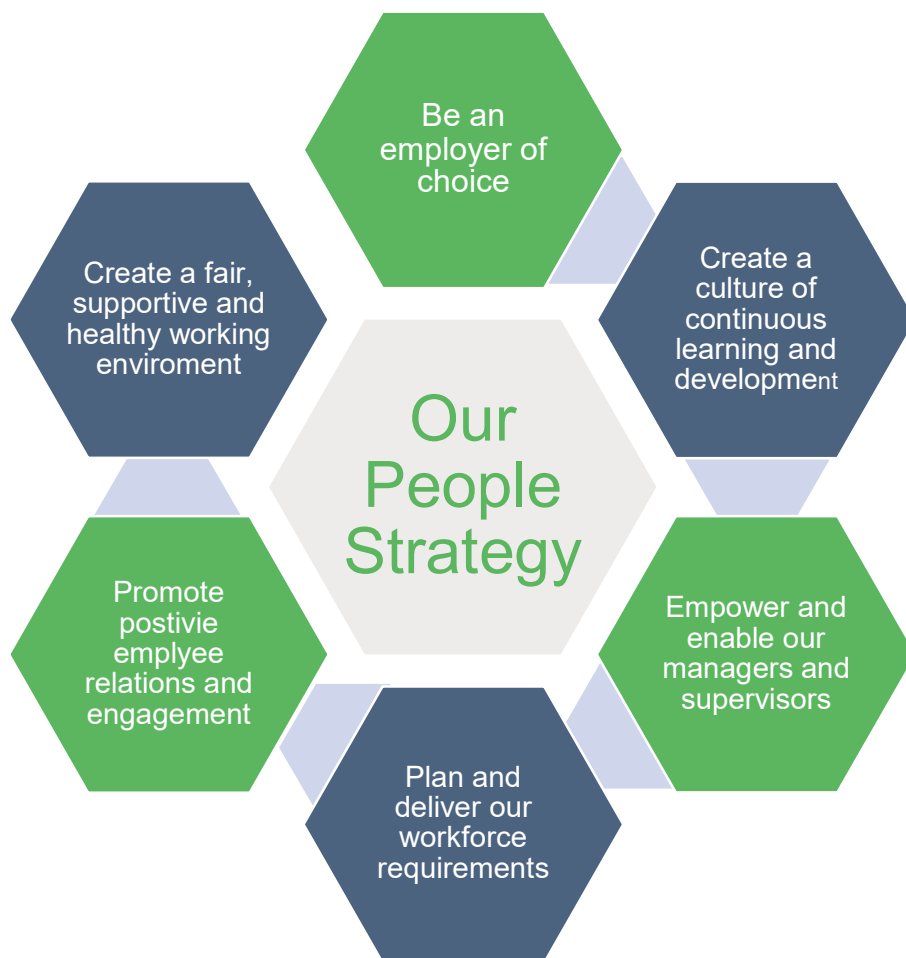 Be an
employer of
choice
Create a
culture of
continuous
learning and
development
Empower and
enable our
managers and
supervisors
Plan and
deliver our
workforce
requirements
Promote
postivie
emplyee
relations and
engagement
Create a fair,
supportive and
healthy working
enviroment
Our
People
Strategy